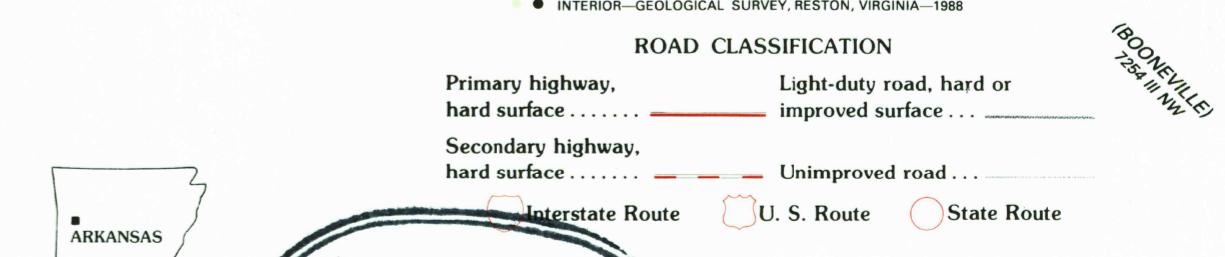 INTERIOR—GEOLOGICAL SURVEY, RESTON, VIRGINIA—1988
ROAD CLASSIFICATION
Primary highway,
hard surface.......
Light-duty road, hard or
improved surface...
Secondary highway,
hard surface.......
Unimproved road...
Interstate Route
U. S. Route
State Route
(BOONEVILLE)
7254 III NW
ARKANSAS